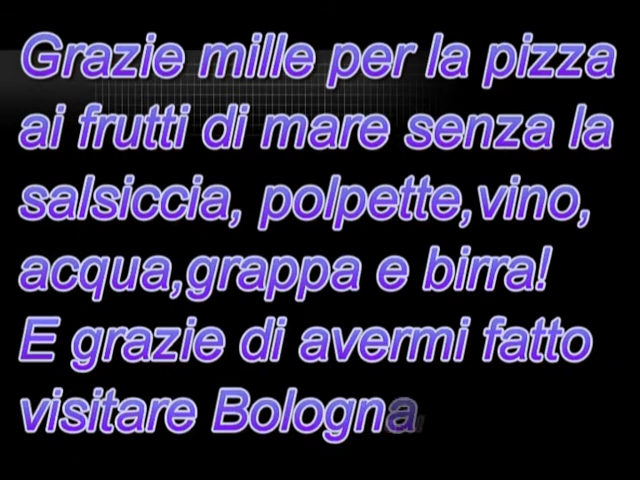 Grazie mille per la pizza
ai frutti di mare senza la
salsiccia, polpette,vino,
acqua,grappa e birra!
E grazie di avermi fatto
visitare Bologna